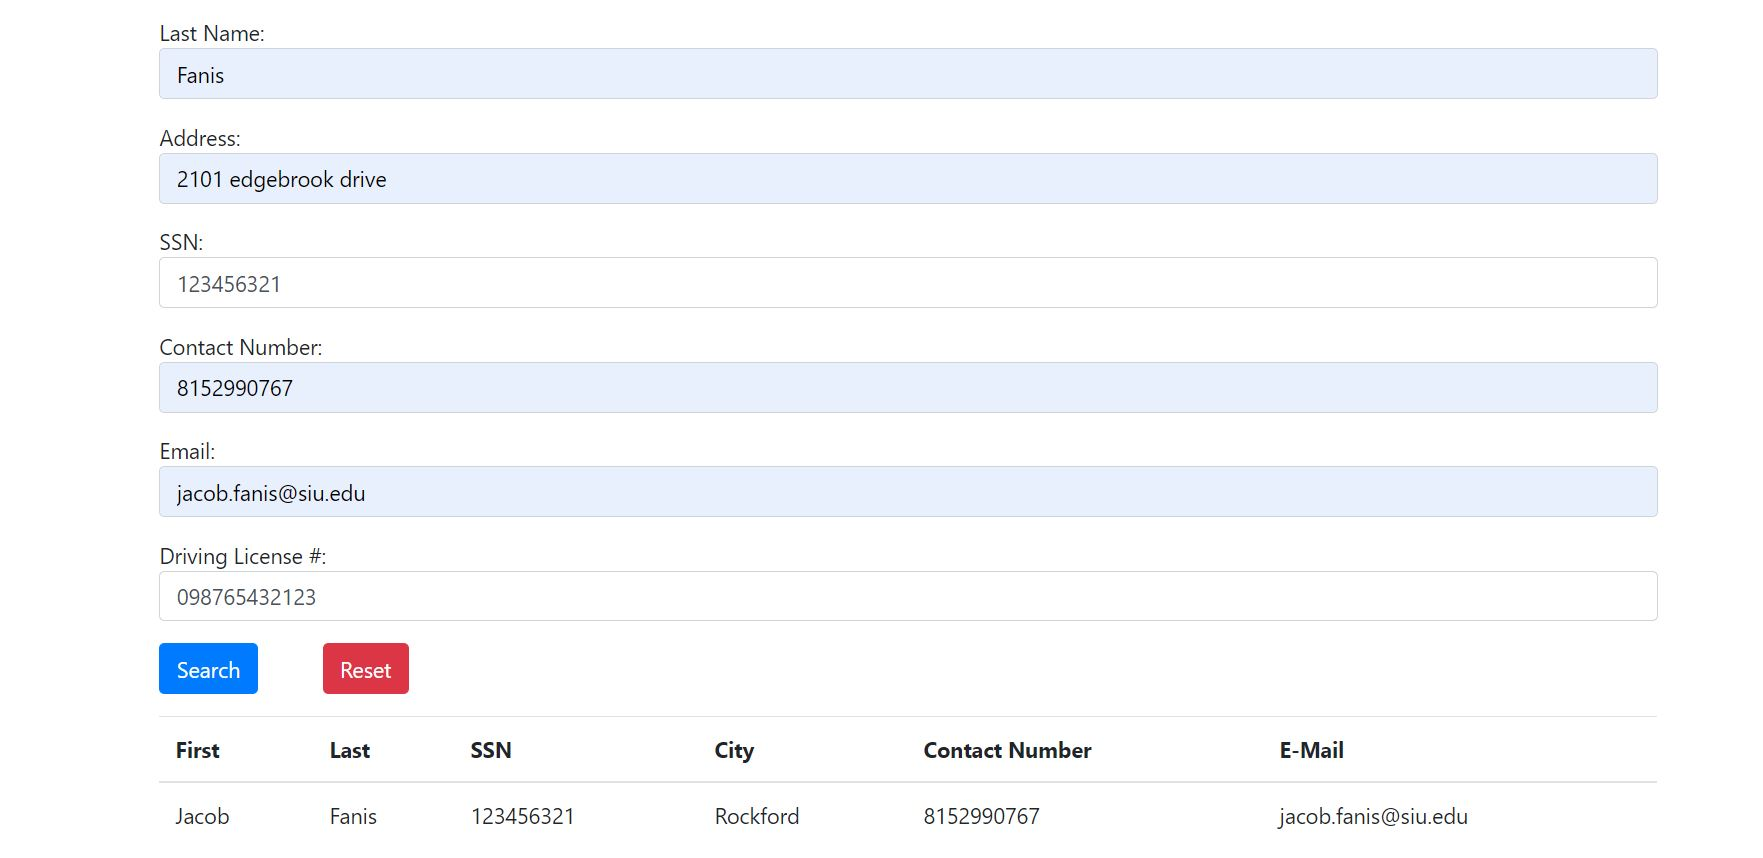 Last Name:
Fanis
Address:
2101 edgebrook drive
SSN:
123456321
Contact Number:
8152990767
Email:
jacob.fanis@siu.edu
Driving License #:
098765432123
Search Reset
First Last SSN City Contact Number E-Mail
Jacob Fanis 123456321 Rockford 8152990767 jacob.fanis@siu.edu